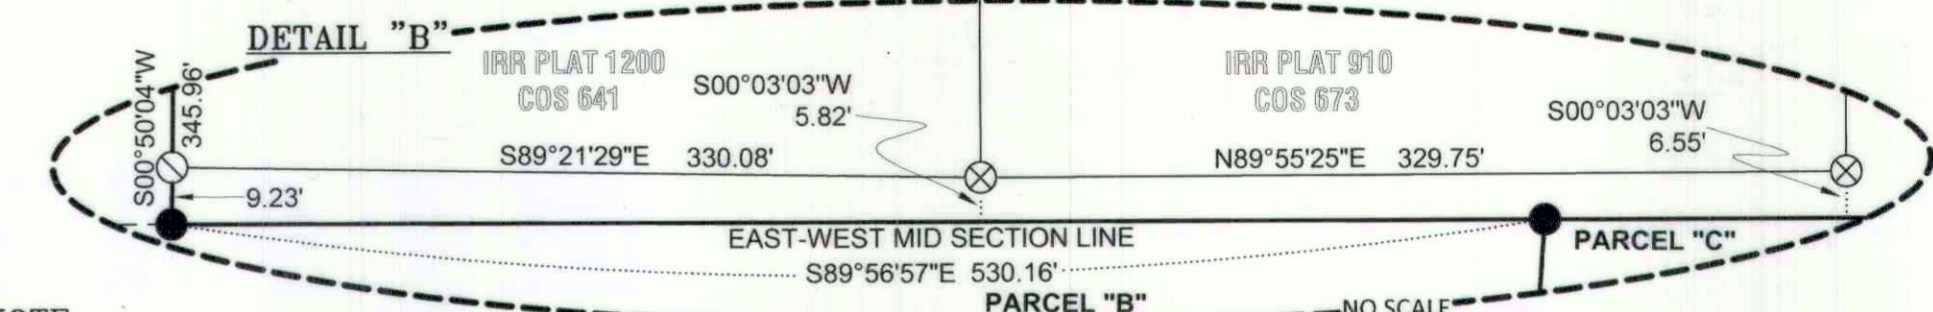 DETAIL "B"
IRR PLAT 1200
COS 641
IRR PLAT 910
COS 673
S00°50'04"W
345.96'
S00°03'03"W
5.82'
S00°03'03"W
6.55'
S89°21'29"E 330.08'
N89°55'25"E 329.75'
9.23'
EAST-WEST MID SECTION LINE
PARCEL "C"
S89°56'57"E 530.16'
PARCEL "B"
NO SCALE